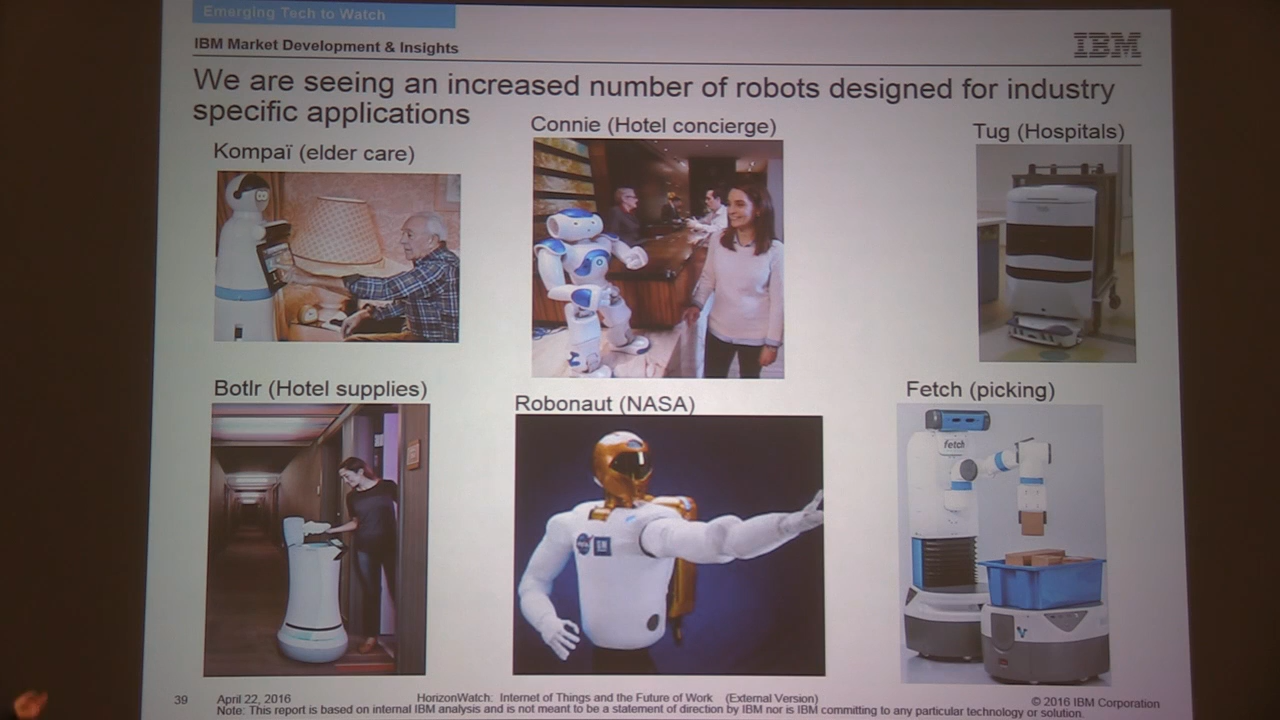 Emerging Tech to Watch
IBM Market Development & Insights
IBM
We are seeing an increased number of robots designed for industry
specific applications
Kompaï (elder care)
Connie (Hotel concierge)
Tug (Hospitals)
Botlr (Hotel supplies)
Robonaut (NASA)
Fetch (picking)
NASA
GM
fetch
39
April 22, 2016
HorizonWatch: Internet of Things and the Future of Work (External Version)
© 2016 IBM Corporation
Note: This report is based on internal IBM analysis and is not meant to be a statement of direction by IBM nor is IBM committing to any particular technology or solution.